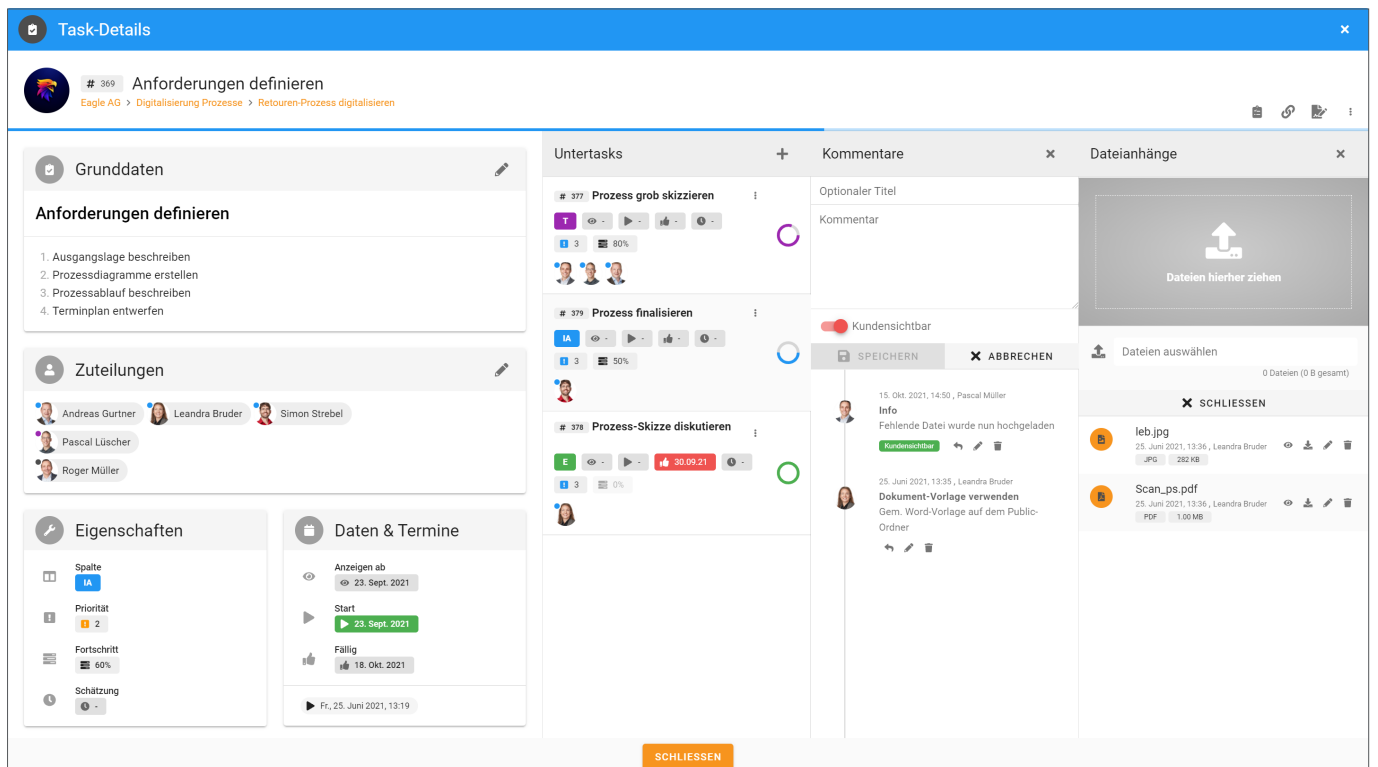 Task-Details
# 369 Anforderungen definieren
Eagle AG > Digitalisierung Prozesse > Retouren-Prozess digitalisieren
Grunddaten
Anforderungen definieren
1. Ausgangslage beschreiben
2. Prozessdiagramme erstellen
3. Prozessablauf beschreiben
4. Terminplan entwerfen
Zuteilungen
Andreas Gurtner Leandra Bruder Simon Strebel
Pascal Lüscher
Roger Müller
Eigenschaften
Spalte
IA
Priorität
2
Fortschritt
60%
Schätzung
-
Daten & Termine
Anzeigen ab
23. Sept. 2021
Start
23. Sept. 2021
Fällig
18. Okt. 2021
Fr., 25. Juni 2021, 13:19
Untertasks
# 377 Prozess grob skizzieren
T - - - -
3 80%
# 379 Prozess finalisieren
IA - - - -
3 50%
# 378 Prozess-Skizze diskutieren
E - - 30.09.21 -
3 0%
Kommentare
Optionaler Titel
Kommentar
Kundensichtbar
SPEICHERN ABBRECHEN
15. Okt. 2021, 14:50 , Pascal Müller
Info
Fehlende Datei wurde nun hochgeladen
Kundensichtbar
25. Juni 2021, 13:35 , Leandra Bruder
Dokument-Vorlage verwenden
Gem. Word-Vorlage auf dem Public-
Ordner
Dateianhänge
Dateien hierher ziehen
Dateien auswählen
0 Dateien (0 B gesamt)
SCHLIESSEN
leb.jpg
25. Juni 2021, 13:36 , Leandra Bruder
JPG 282 KB
Scan_ps.pdf
25. Juni 2021, 13:36 , Leandra Bruder
PDF 1.00 MB
SCHLIESSEN